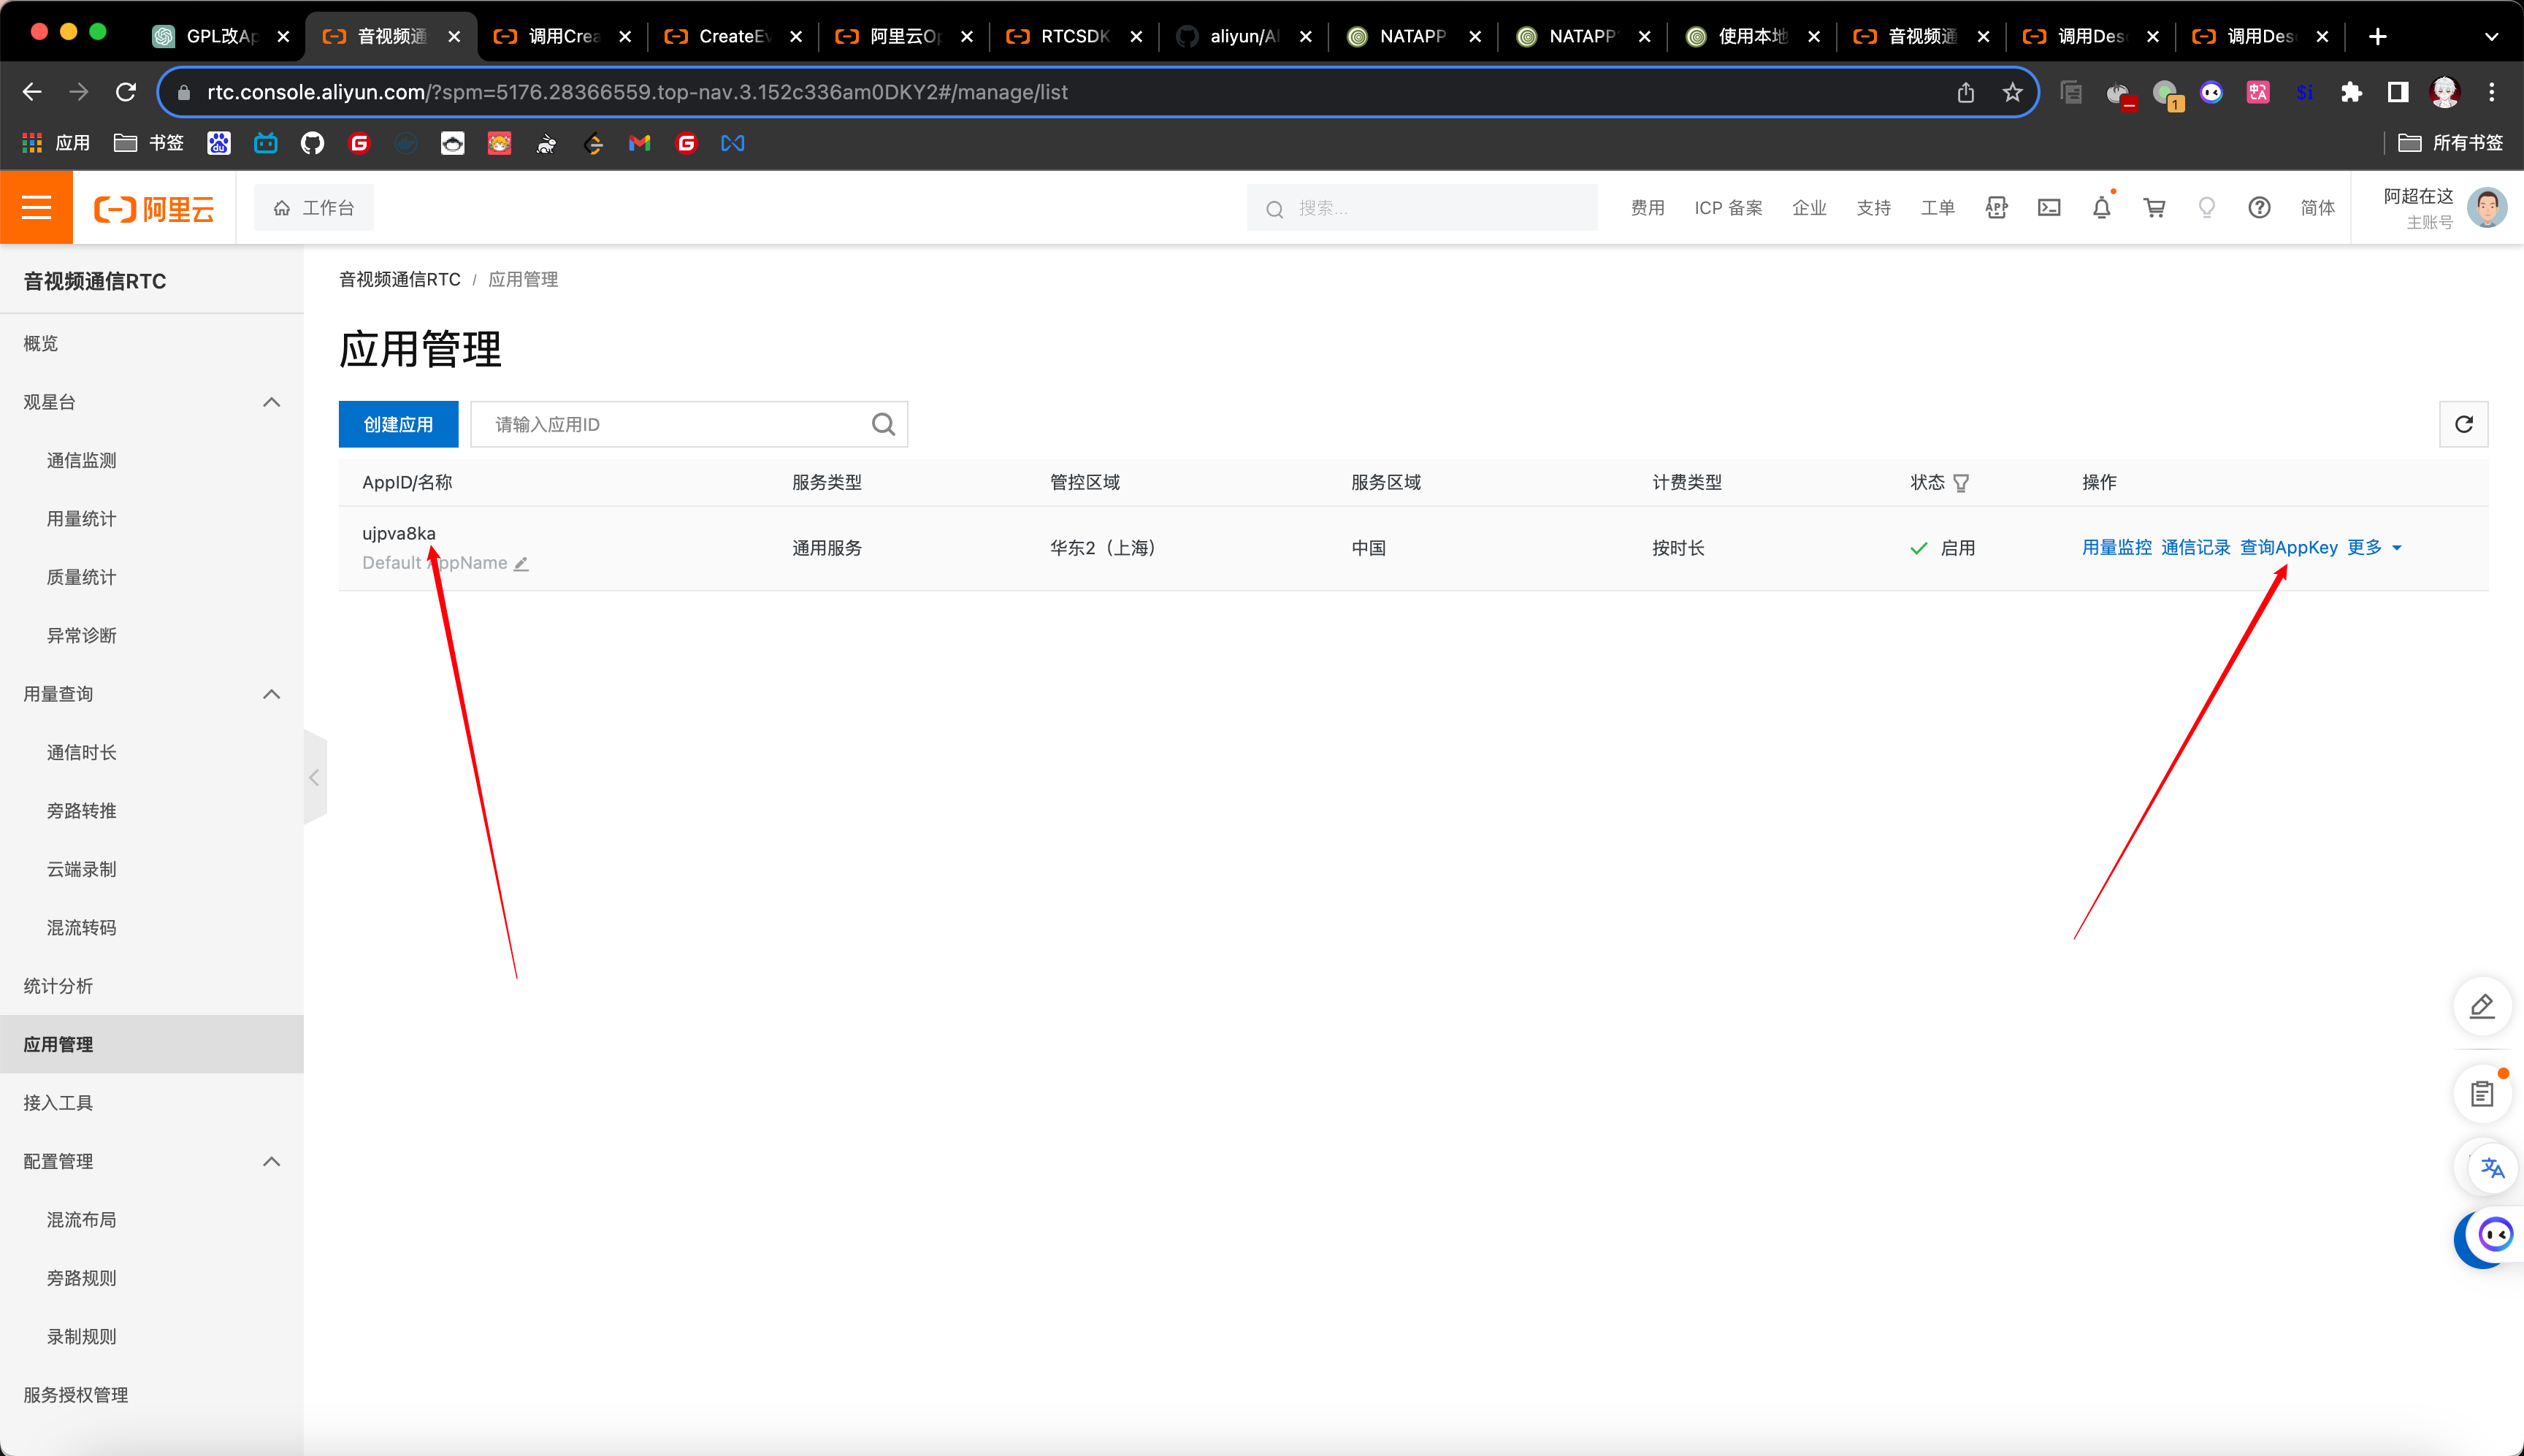 GPL改Ap
音视频通
调用Crea
CreateEv
阿里云Op
RTCSDK
aliyun/Al
NATAPP
NATAPP
使用本地
音视频通
调用Des
调用Des
rtc.console.aliyun.com/?spm=5176.28366559.top-nav.3.152c336am0DKY2#/manage/list
1
应用 书签 所有书签
阿里云 工作台 搜索... 费用 ICP 备案 企业 支持 工单 简体 阿超在这
主账号
音视频通信RTC
概览
观星台
通信监测
用量统计
质量统计
异常诊断
用量查询
通信时长
旁路转推
云端录制
混流转码
统计分析
应用管理
接入工具
配置管理
混流布局
旁路规则
录制规则
服务授权管理
音视频通信RTC / 应用管理
应用管理
创建应用 请输入应用ID
AppID/名称 服务类型 管控区域 服务区域 计费类型 状态 操作
ujpva8ka
Default AppName
通用服务 华东2（上海） 中国 按时长 启用 用量监控 通信记录 查询AppKey 更多